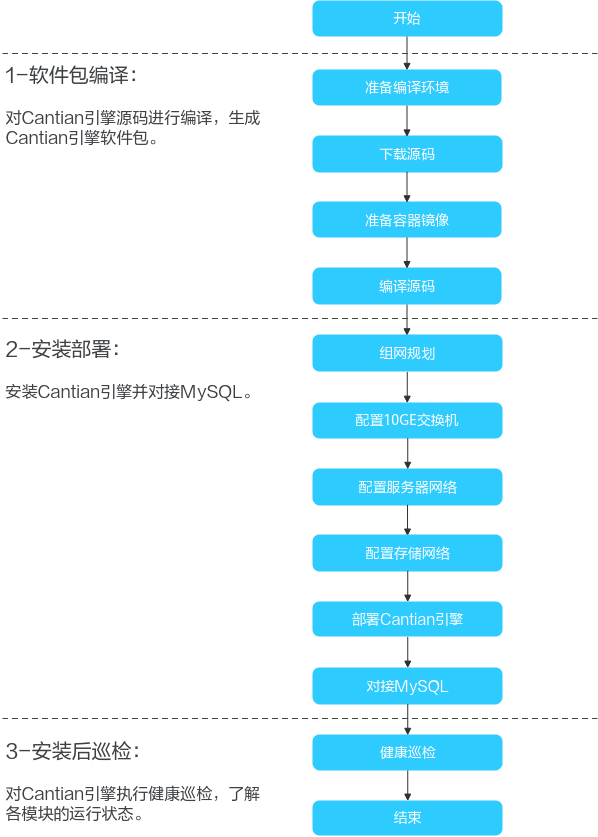 开始
1-软件包编译：
对Cantian引擎源码进行编译，生成
Cantian引擎软件包。
准备编译环境
下载源码
准备容器镜像
编译源码
2-安装部署：
安装Cantian引擎并对接MySQL。
组网规划
配置10GE交换机
配置服务器网络
配置存储网络
部署Cantian引擎
对接MySQL
3-安装后巡检：
对Cantian引擎执行健康巡检，了解
各模块的运行状态。
健康巡检
结束